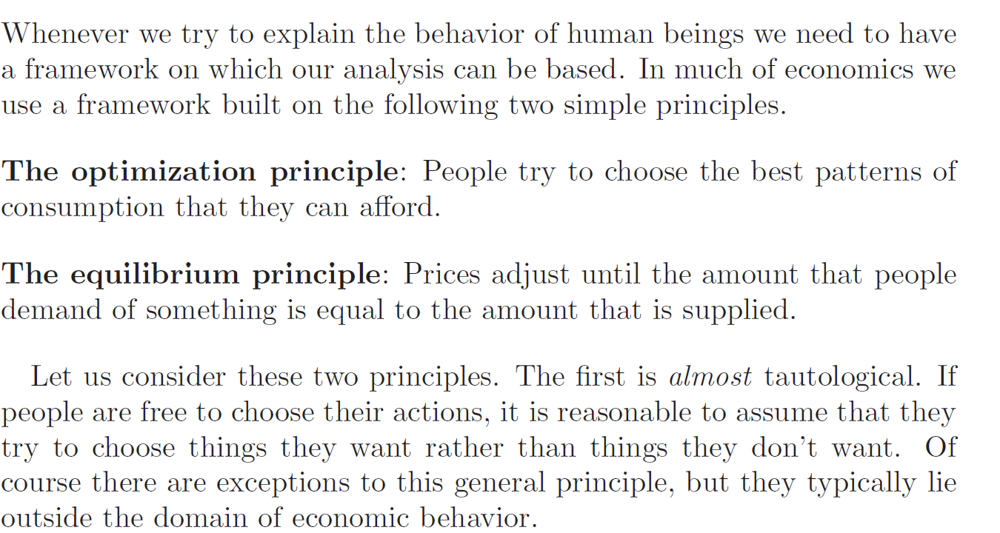 Whenever we try to explain the behavior of human beings we need to have
a framework on which our analysis can be based. In much of economics we
use a framework built on the following two simple principles.
The optimization principle: People try to choose the best patterns of
consumption that they can afford.
The equilibrium principle: Prices adjust until the amount that people
demand of something is equal to the amount that is supplied.
Let us consider these two principles. The first is almost tautological. If
people are free to choose their actions, it is reasonable to assume that they
try to choose things they want rather than things they don't want. Of
course there are exceptions to this general principle, but they typically lie
outside the domain of economic behavior.